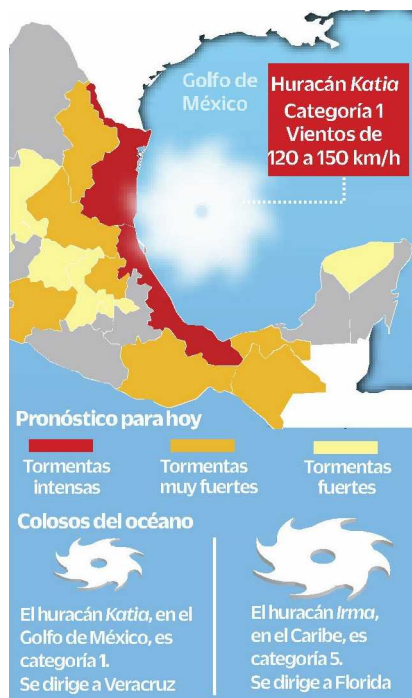 Golfo de
México
Huracán Katia
Categoría 1
Vientos de
120 a 150 km/h
Pronóstico para hoy
Tormentas
intensas
Tormentas
muy fuertes
Tormentas
fuertes
Colosos del océano
El huracán Katia, en el
Golfo de México, es
categoría 1.
Se dirige a Veracruz
El huracán Irma,
en el Caribe, es
categoría 5.
Se dirige a Florida